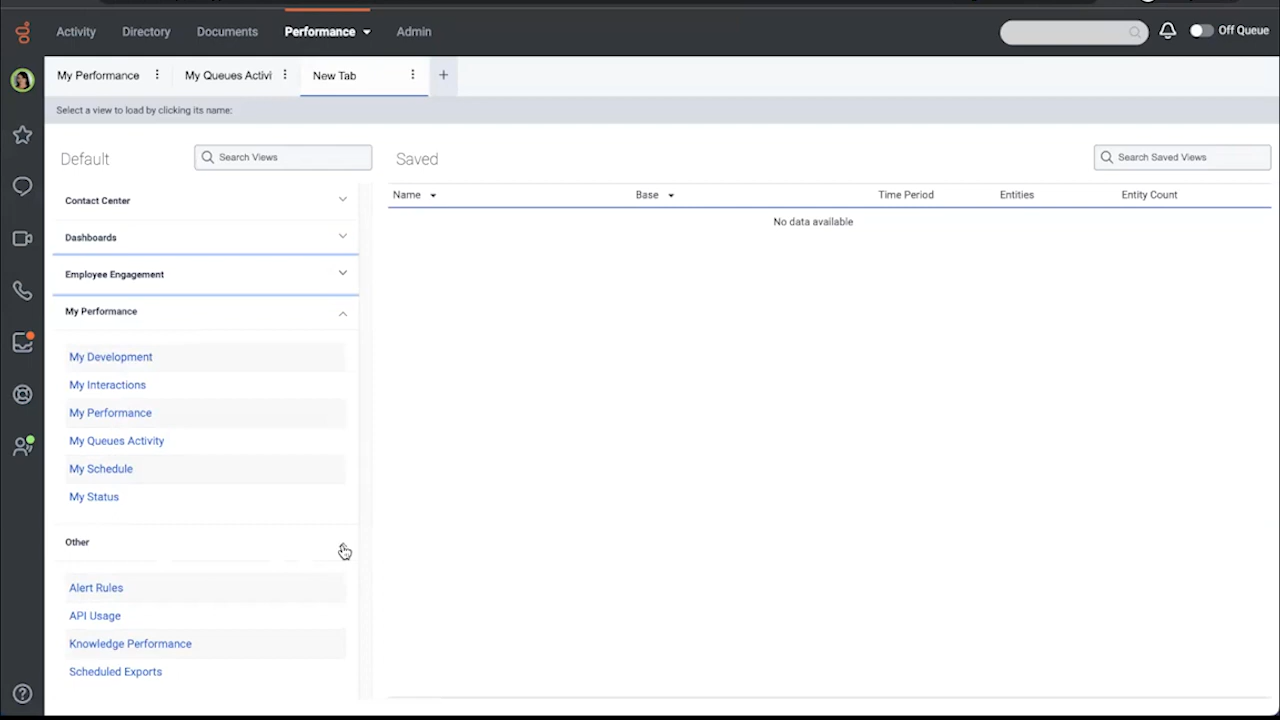 Activity Directory Documents Performance Admin Off Queue
My Performance My Queues Activi New Tab
Select a view to load by clicking its name:
Default Search Views Saved Search Saved Views
Contact Center
Name Base Time Period Entities Entity Count
No data available
Dashboards
Employee Engagement
My Performance
My Development
My Interactions
My Performance
My Queues Activity
My Schedule
My Status
Other
Alert Rules
API Usage
Knowledge Performance
Scheduled Exports